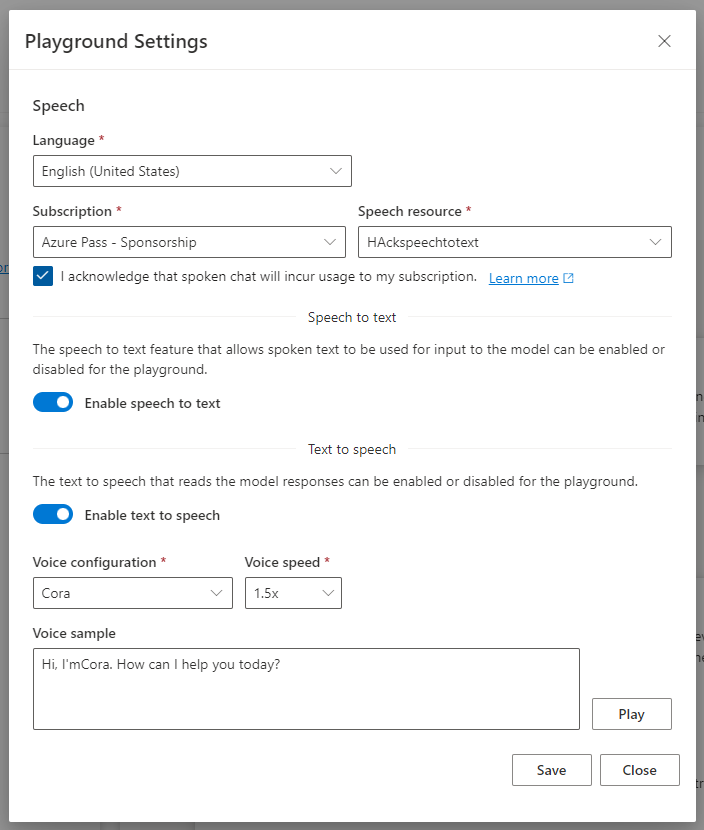 Playground Settings
Speech
Language *
English (United States)
Subscription * Speech resource *
Azure Pass - Sponsorship HAckspeechtotext
I acknowledge that spoken chat will incur usage to my subscription. Learn more
Speech to text
The speech to text feature that allows spoken text to be used for input to the model can be enabled or
disabled for the playground.
Enable speech to text
Text to speech
The text to speech that reads the model responses can be enabled or disabled for the playground.
Enable text to speech
Voice configuration * Voice speed *
Cora 1.5x
Voice sample
Hi, I'mCora. How can I help you today?
Play
Save Close